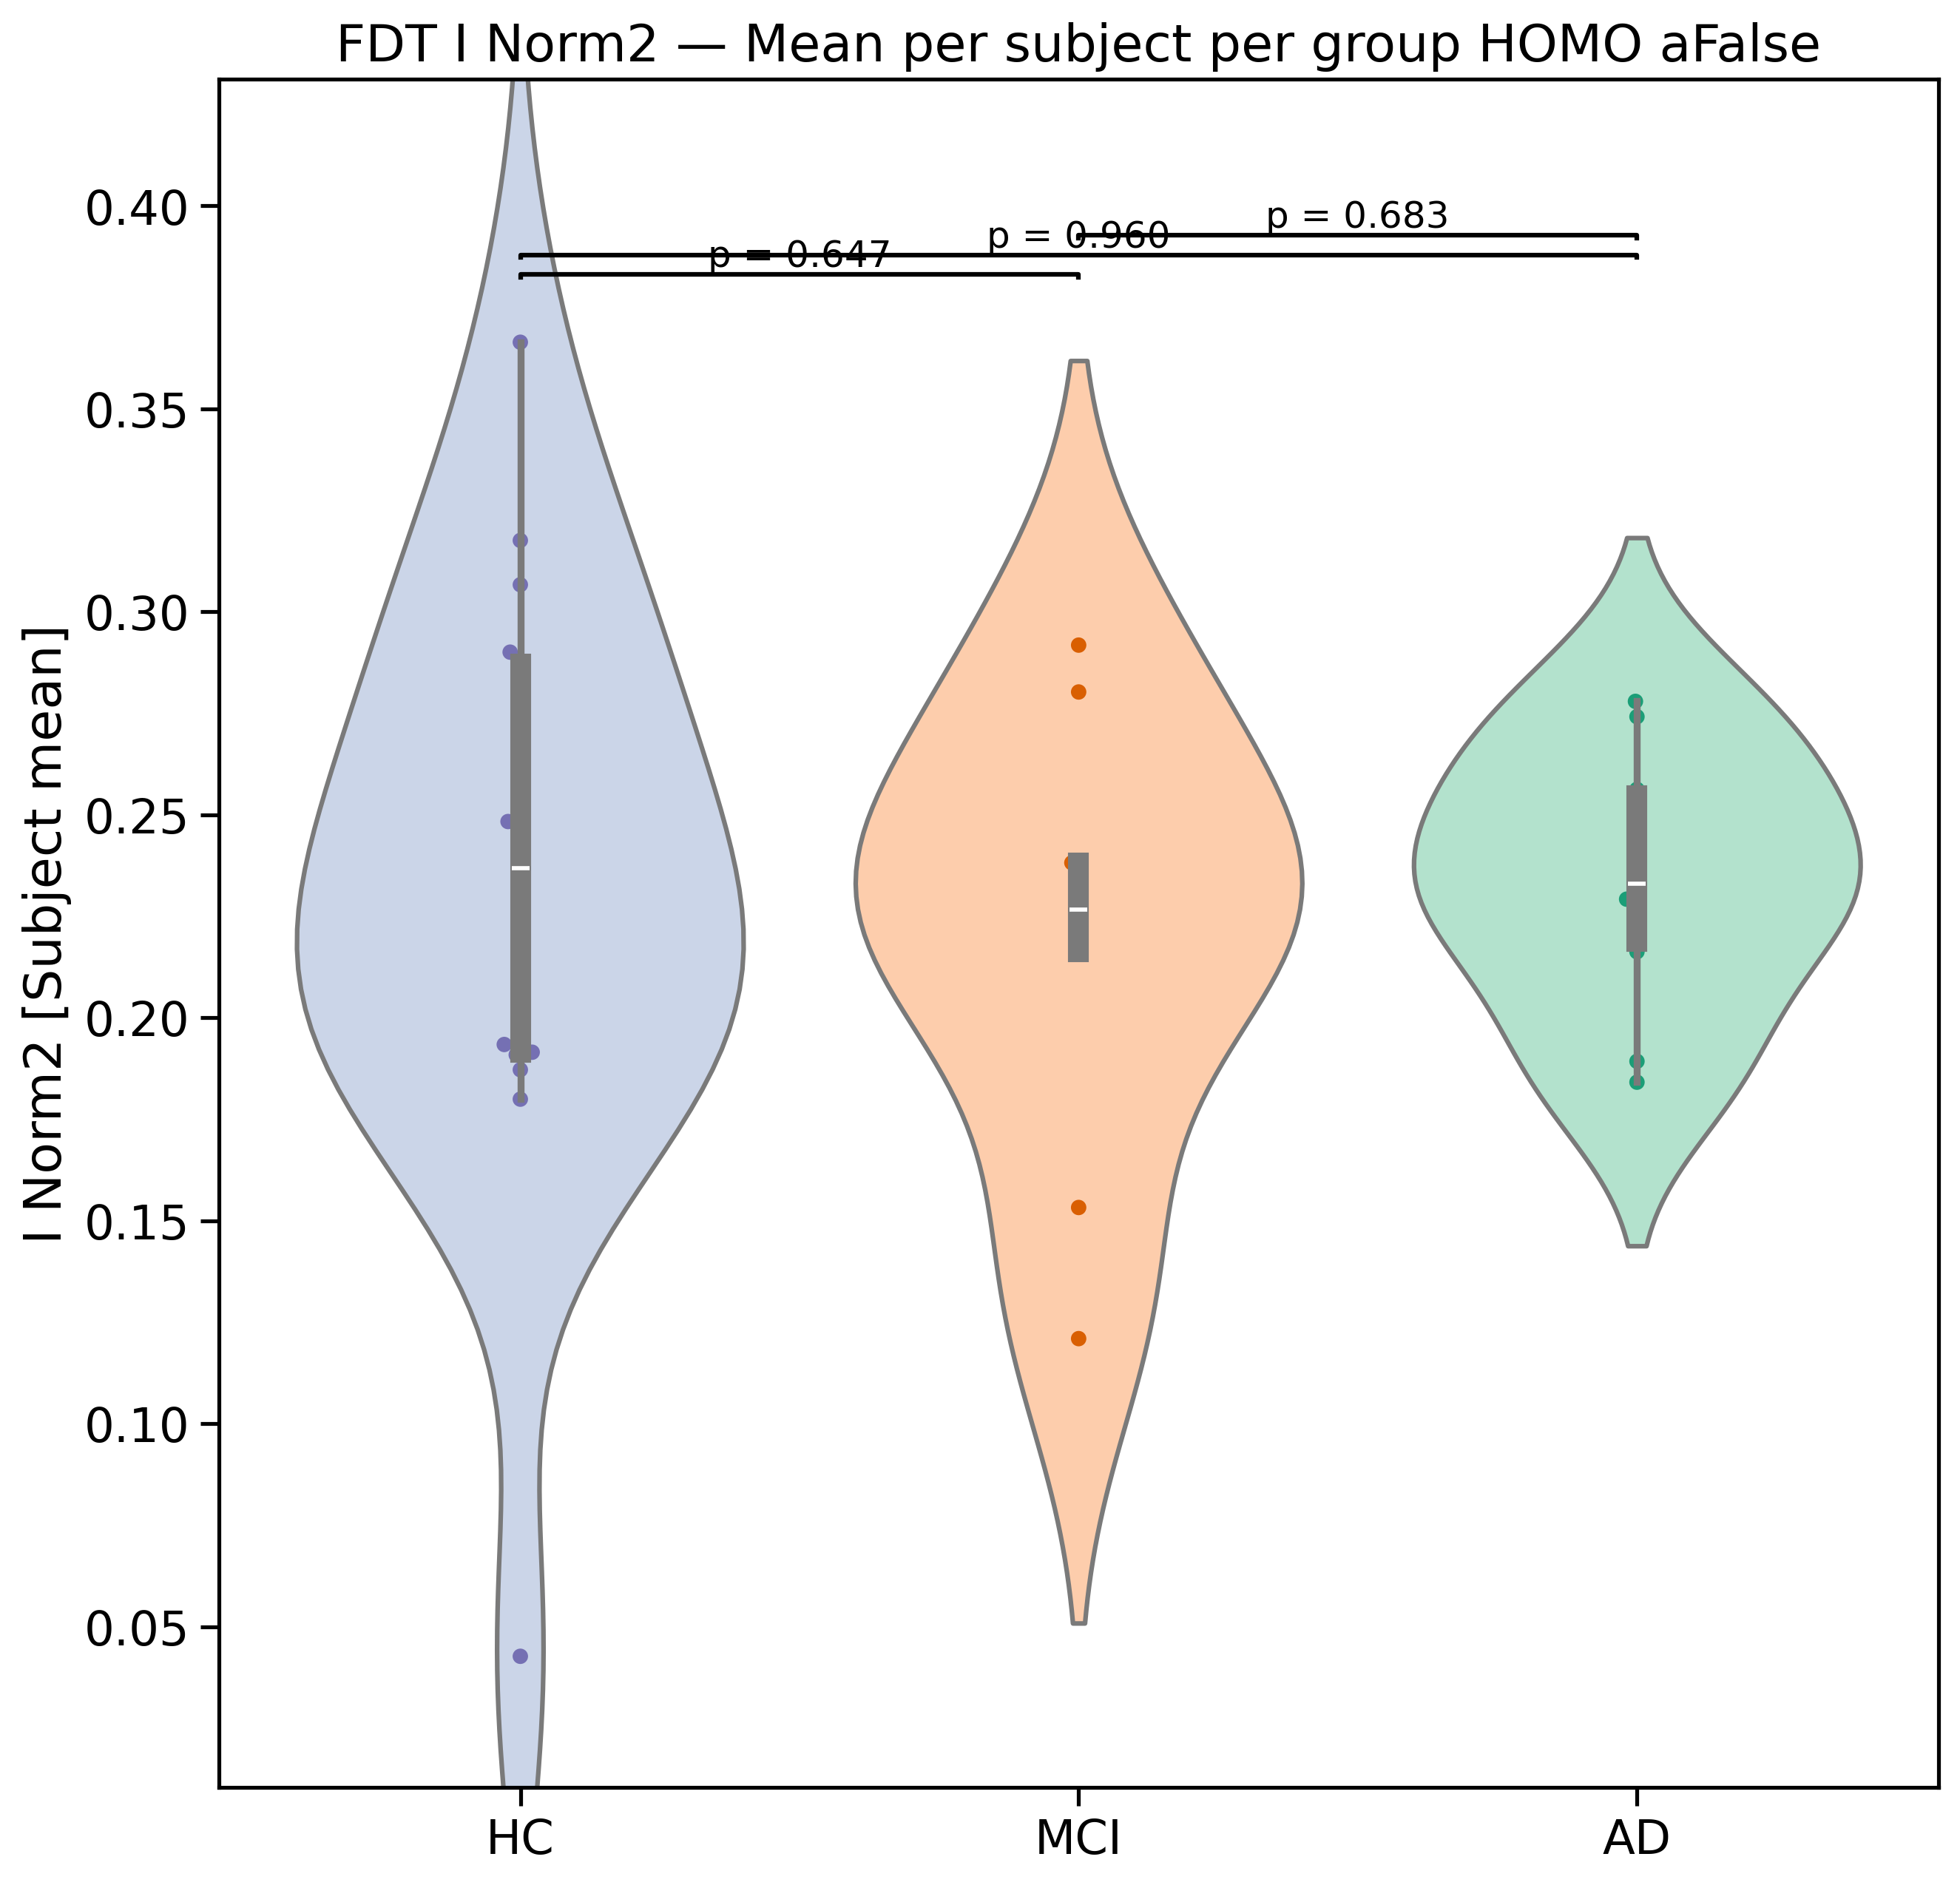 FDT I Norm2 — Mean per subject per group HOMO aFalse
p = 0.683
p = 0.960
p = 0.647
0.40
0.35
0.30
0.25
0.20
0.15
0.10
0.05
I Norm2 [Subject mean]
HC
MCI
AD